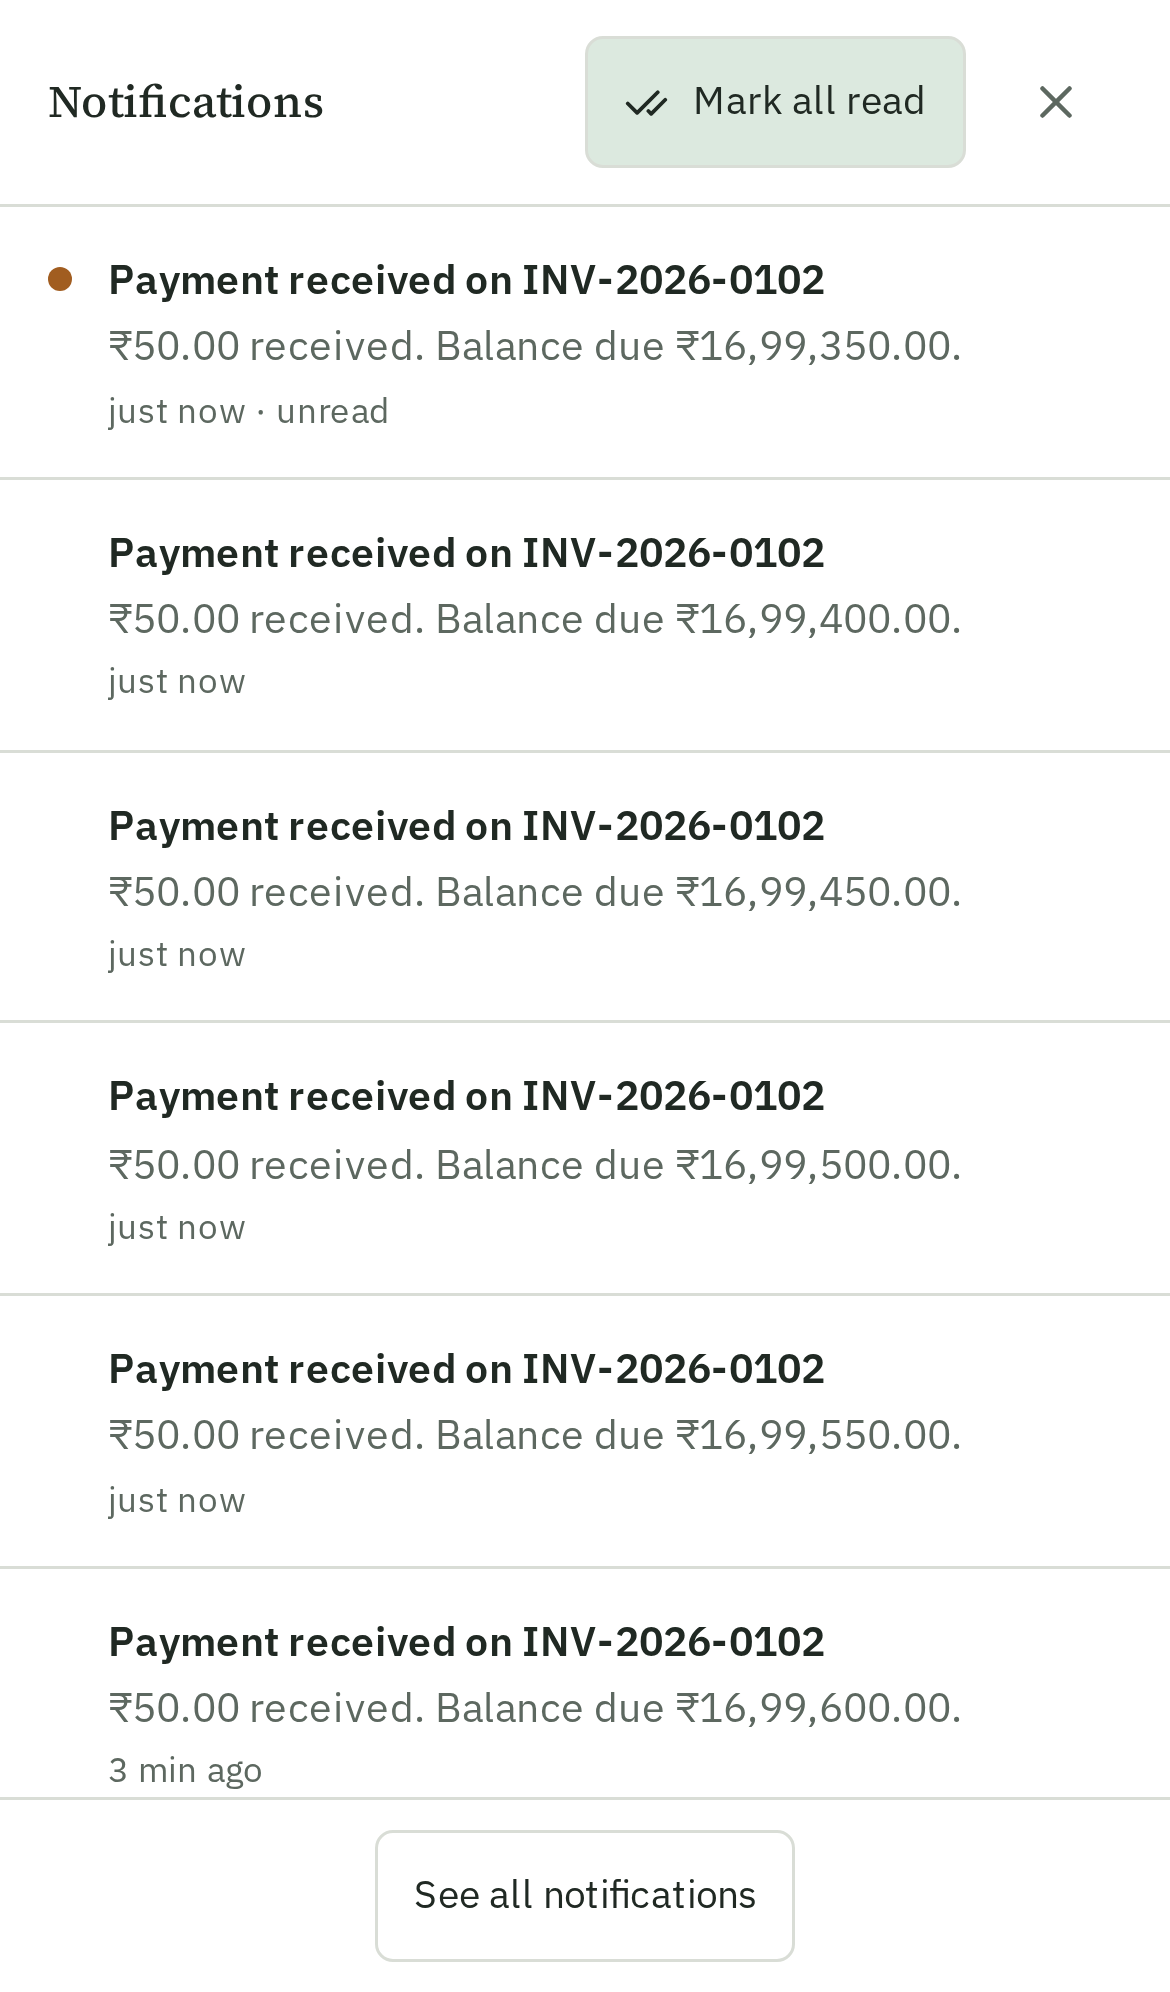 Notifications
Mark all read
Payment received on INV-2026-0102
₹50.00 received. Balance due ₹16,99,350.00.
just now · unread
Payment received on INV-2026-0102
₹50.00 received. Balance due ₹16,99,400.00.
just now
Payment received on INV-2026-0102
₹50.00 received. Balance due ₹16,99,450.00.
just now
Payment received on INV-2026-0102
₹50.00 received. Balance due ₹16,99,500.00.
just now
Payment received on INV-2026-0102
₹50.00 received. Balance due ₹16,99,550.00.
just now
Payment received on INV-2026-0102
₹50.00 received. Balance due ₹16,99,600.00.
3 min ago
See all notifications